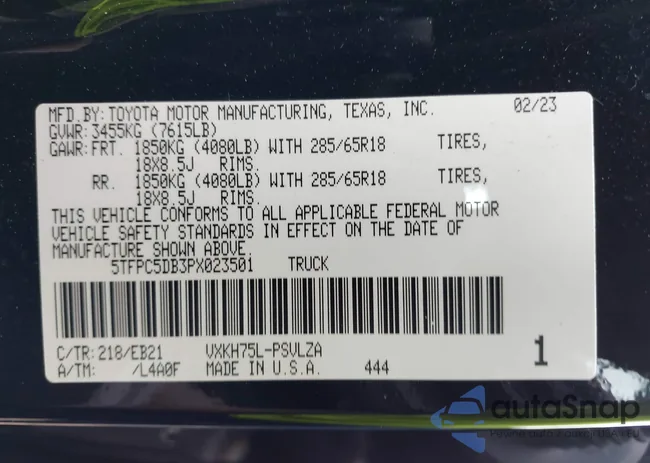 MFD.BY: TOYOTA MOTOR MANUFACTURING, TEXAS, INC. 02/23
GVWR: 3455KG (7615LB)
GAWR: FRT. 1850KG (4080LB) WITH 285/65R18 TIRES,
18X8.5J RIMS.
RR. 1850KG (4080LB) WITH 285/65R18 TIRES,
18X8.5J RIMS.
THIS VEHICLE CONFORMS TO ALL APPLICABLE FEDERAL MOTOR
VEHICLE SAFETY STANDARDS IN EFFECT ON THE DATE OF
MANUFACTURE SHOWN ABOVE.
5TFPC5DB3PX023501 TRUCK
C/TR: 218/EB21 VXKH75L-PSVLZA
A/TM: /L4A0F MADE IN U.S.A. 444 1
autoSnap